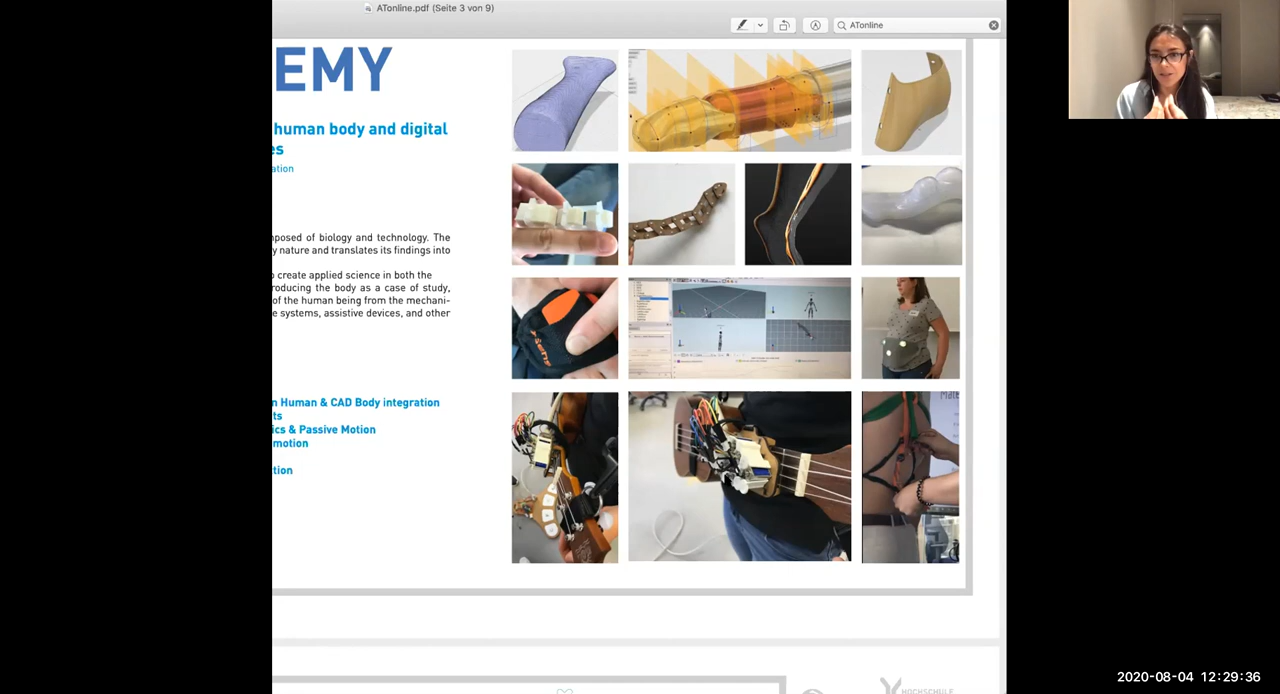 ATonline.pdf (Seite 3 von 9)
ATonline
EMY
human body and digital
es
ation
posed of biology and technology. The
y nature and translates its findings into
create applied science in both the
roducing the body as a case of study,
of the human being from the mechani-
e systems, assistive devices, and other
n Human & CAD Body integration
ts
ics & Passive Motion
motion
tion
HOCHSCHULE
2020-08-04 12:29:36